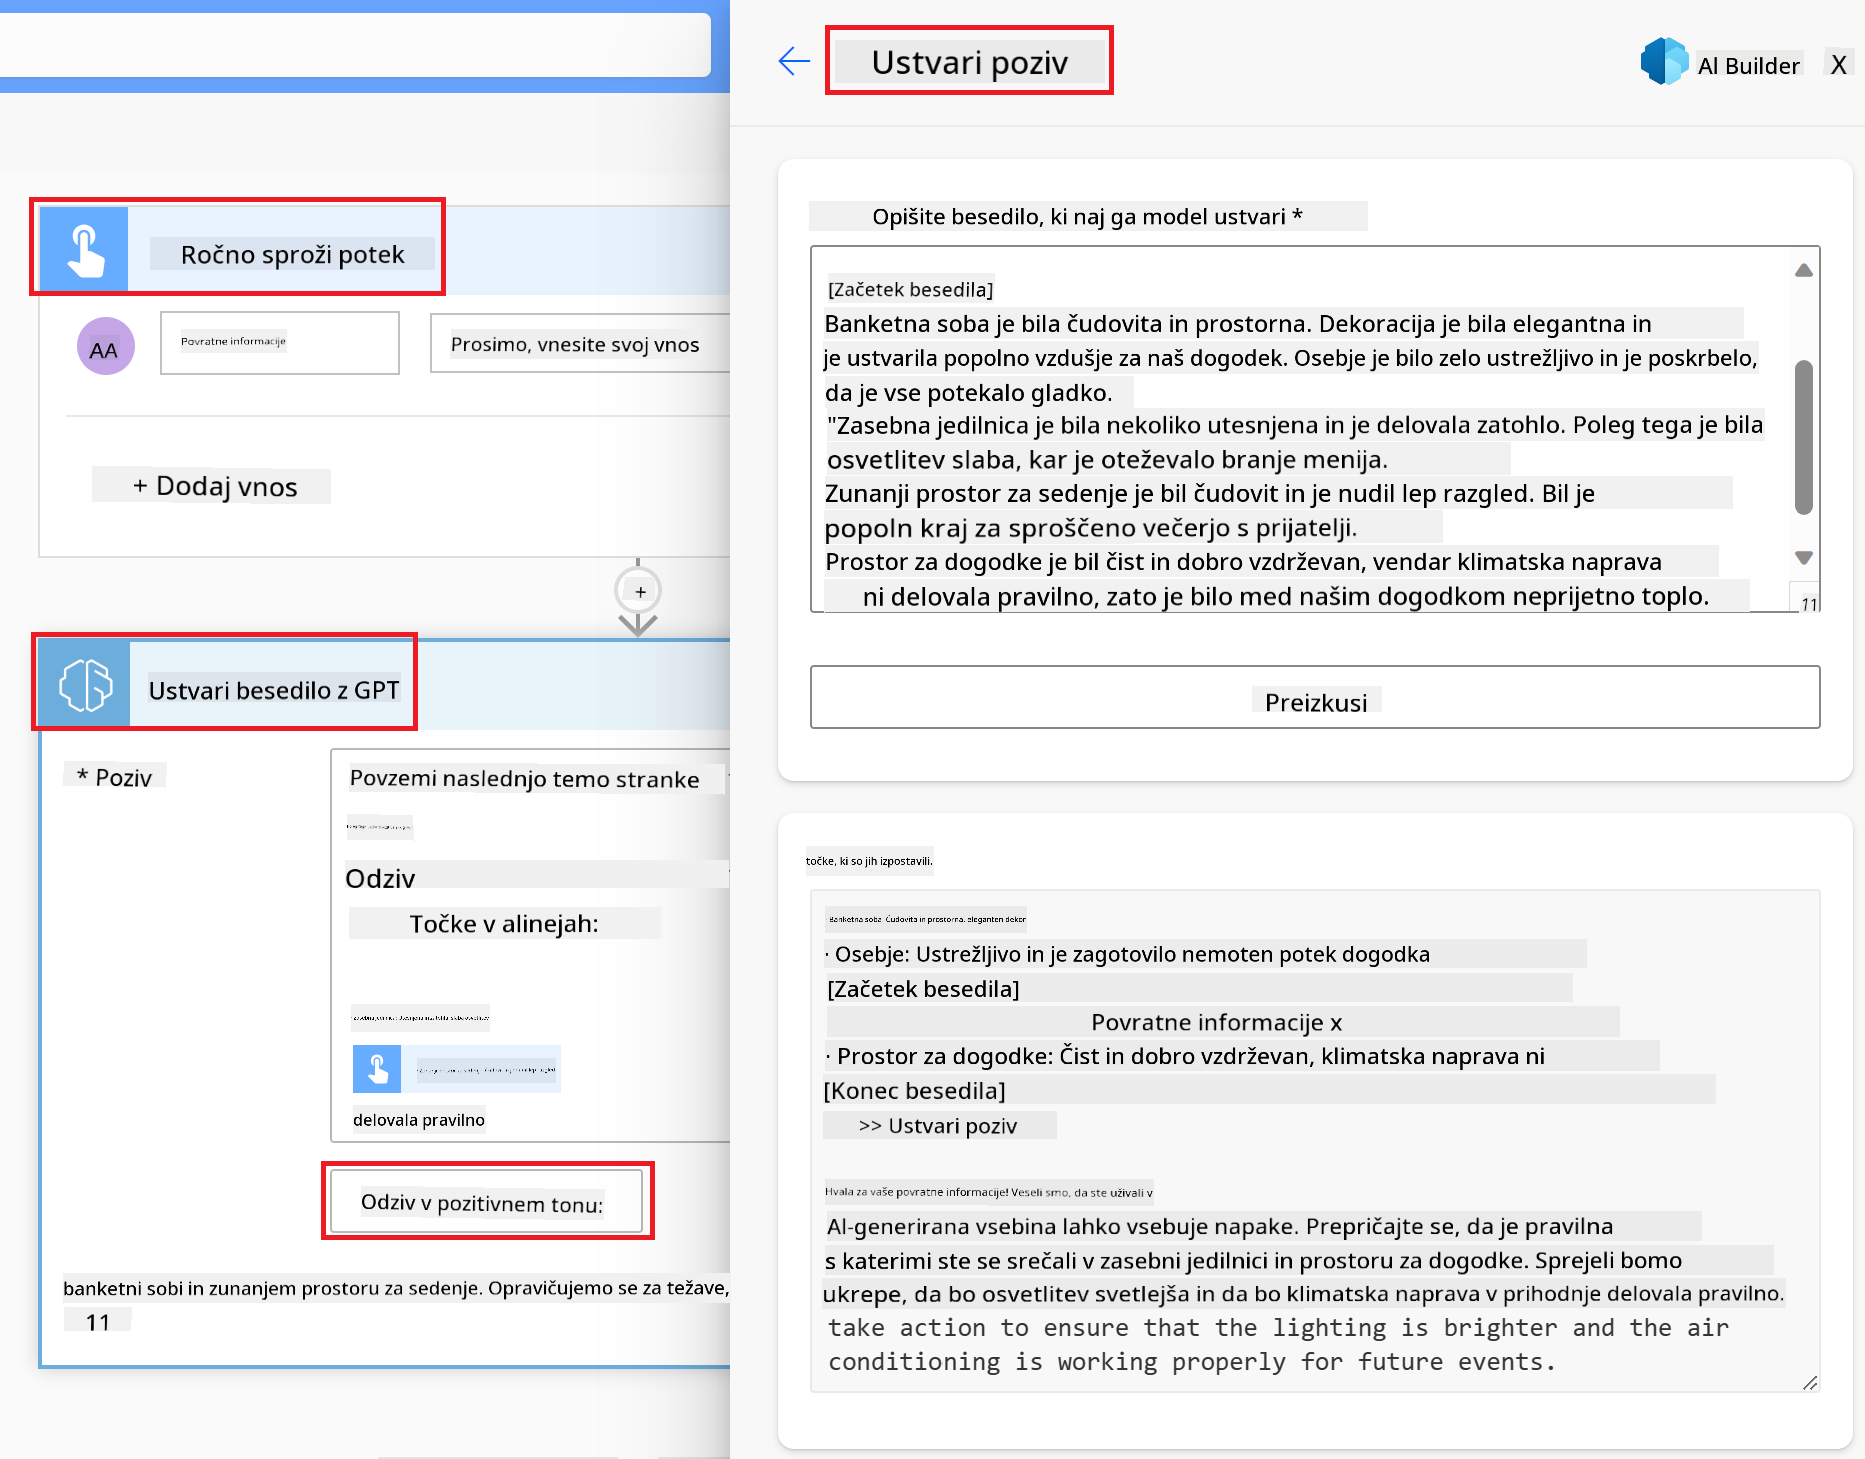 Ustvari poziv
AI Builder
X
Ročno sproži potek
AA
Povratne informacije
Prosimo, vnesite svoj vnos
+ Dodaj vnos
+
Ustvari besedilo z GPT
* Poziv
Povzemi naslednjo temo stranke
Odziv
Točke v alinejah:
delovala pravilno
Odziv v pozitivnem tonu:
banketni sobi in zunanjem prostoru za sedenje. Opravičujemo se za težave,
11
Opišite besedilo, ki naj ga model ustvari *
[Začetek besedila]
Banketna soba je bila čudovita in prostorna. Dekoracija je bila elegantna in
je ustvarila popolno vzdušje za naš dogodek. Osebje je bilo zelo ustrežljivo in je poskrbelo,
da je vse potekalo gladko.
"Zasebna jedilnica je bila nekoliko utesnjena in je delovala zatohlo. Poleg tega je bila
osvetlitev slaba, kar je oteževalo branje menija.
Zunanji prostor za sedenje je bil čudovit in je nudil lep razgled. Bil je
popoln kraj za sproščeno večerjo s prijatelji.
Prostor za dogodke je bil čist in dobro vzdrževan, vendar klimatska naprava
ni delovala pravilno, zato je bilo med našim dogodkom neprijetno toplo.
11
Preizkusi
točke, ki so jih izpostavili.
Banketna soba: Čudovita in prostorna, eleganten dekor
· Osebje: Ustrežljivo in je zagotovilo nemoten potek dogodka
[Začetek besedila]
Povratne informacije x
· Prostor za dogodke: Čist in dobro vzdrževan, klimatska naprava ni
[Konec besedila]
>> Ustvari poziv
Hvala za vaše povratne informacije! Veseli smo, da ste uživali v
AI-generirana vsebina lahko vsebuje napake. Prepričajte se, da je pravilna
s katerimi ste se srečali v zasebni jedilnici in prostoru za dogodke. Sprejeli bomo
ukrepe, da bo osvetlitev svetlejša in da bo klimatska naprava v prihodnje delovala pravilno.
take action to ensure that the lighting is brighter and the air
conditioning is working properly for future events.